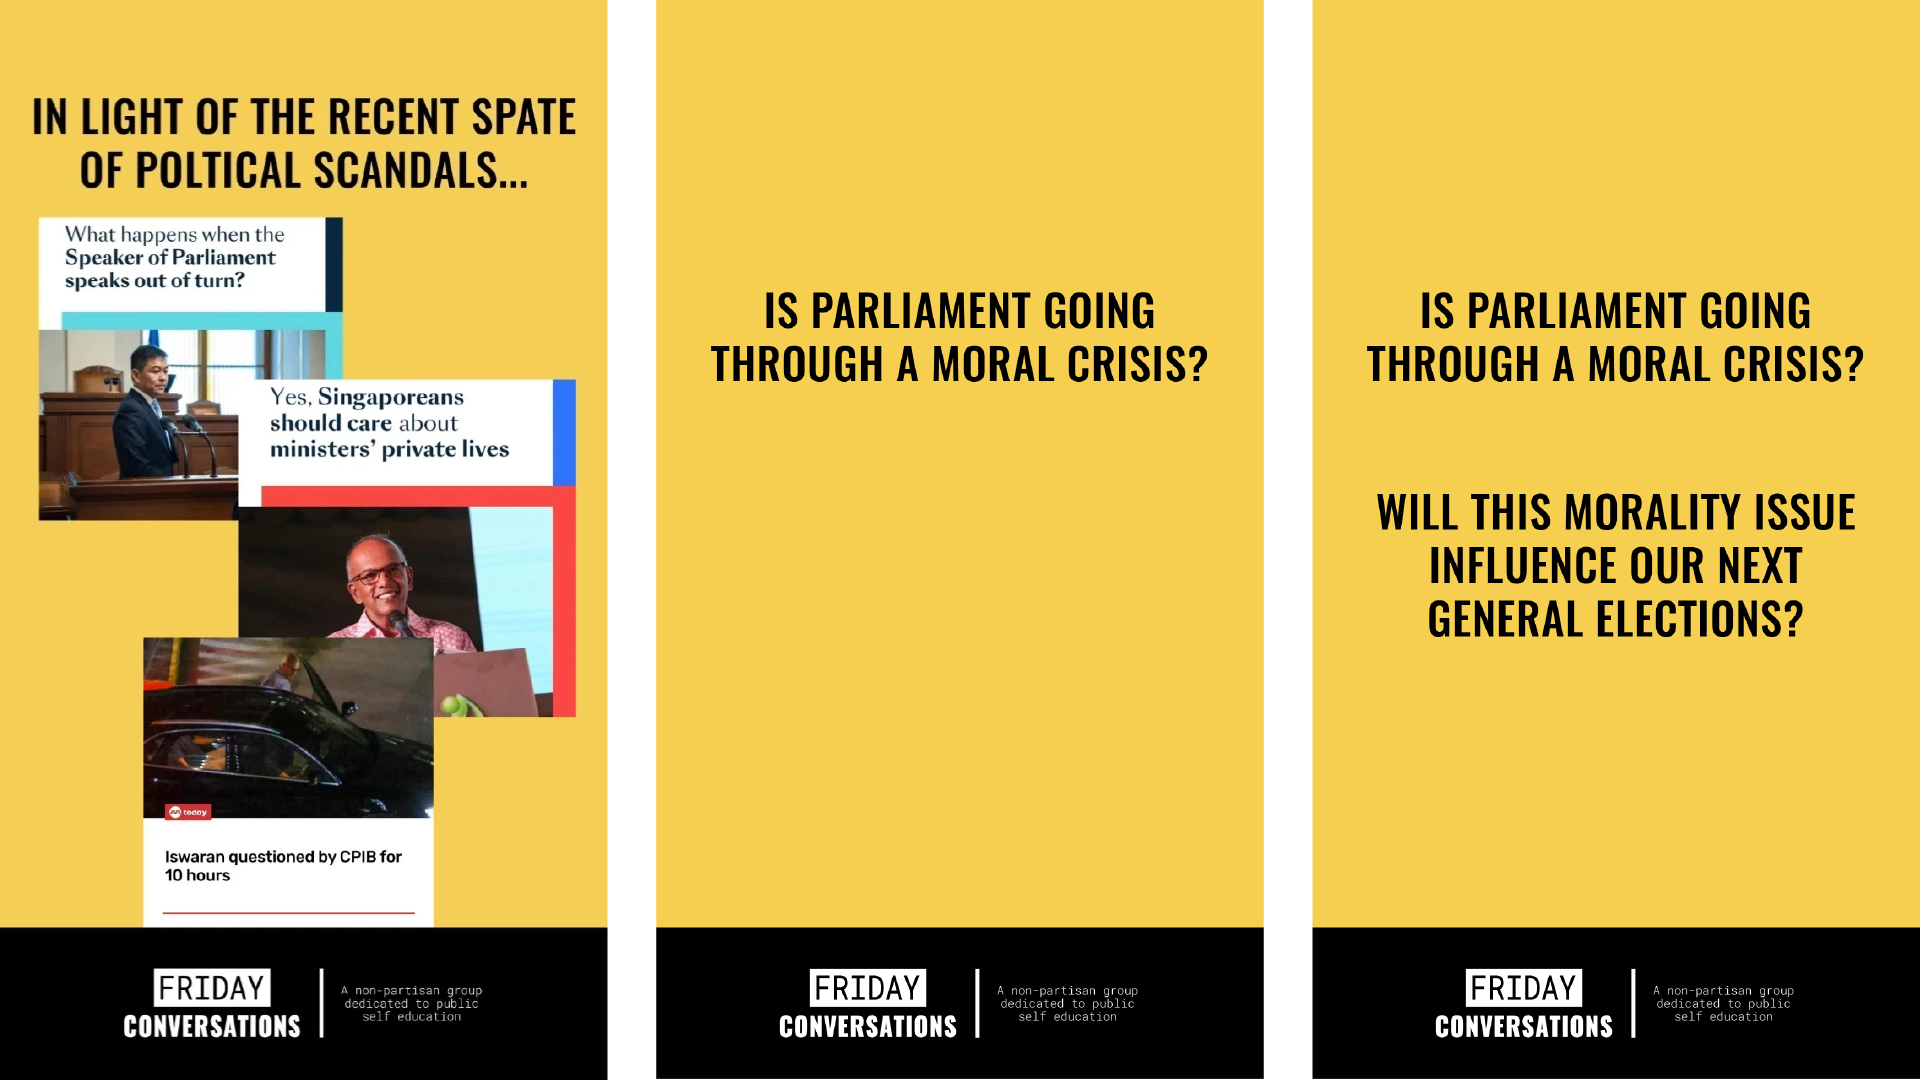 IN LIGHT OF THE RECENT SPATE
OF POLTICAL SCANDALS...
What happens when the
Speaker of Parliament
speaks out of turn?
Yes, Singaporeans
should care about
ministers' private lives
today
Iswaran questioned by CPIB for
10 hours
FRIDAY
CONVERSATIONS
A non-partisan group
dedicated to public
self education
IS PARLIAMENT GOING
THROUGH A MORAL CRISIS?
FRIDAY
CONVERSATIONS
A non-partisan group
dedicated to public
self education
IS PARLIAMENT GOING
THROUGH A MORAL CRISIS?
WILL THIS MORALITY ISSUE
INFLUENCE OUR NEXT
GENERAL ELECTIONS?
FRIDAY
CONVERSATIONS
A non-partisan group
dedicated to public
self education